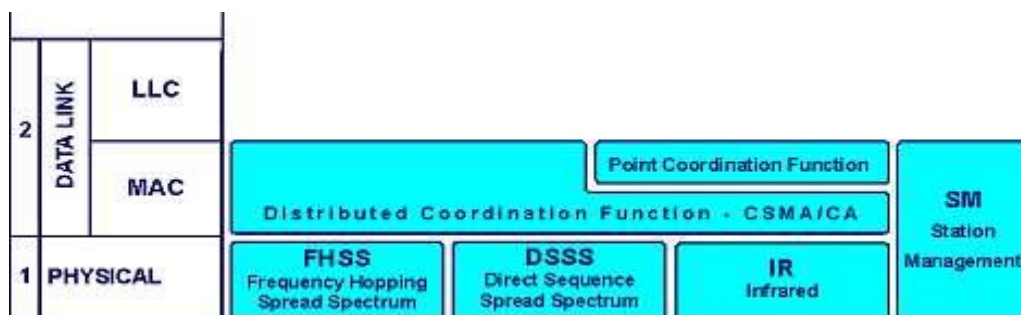 2
DATA LINK
LLC
MAC
Point Coordination Function
Distributed Coordination Function - CSMA/CA
SM
Station
Management
1
PHYSICAL
FHSS
Frequency Hopping
Spread Spectrum
DSSS
Direct Sequence
Spread Spectrum
IR
Infrared